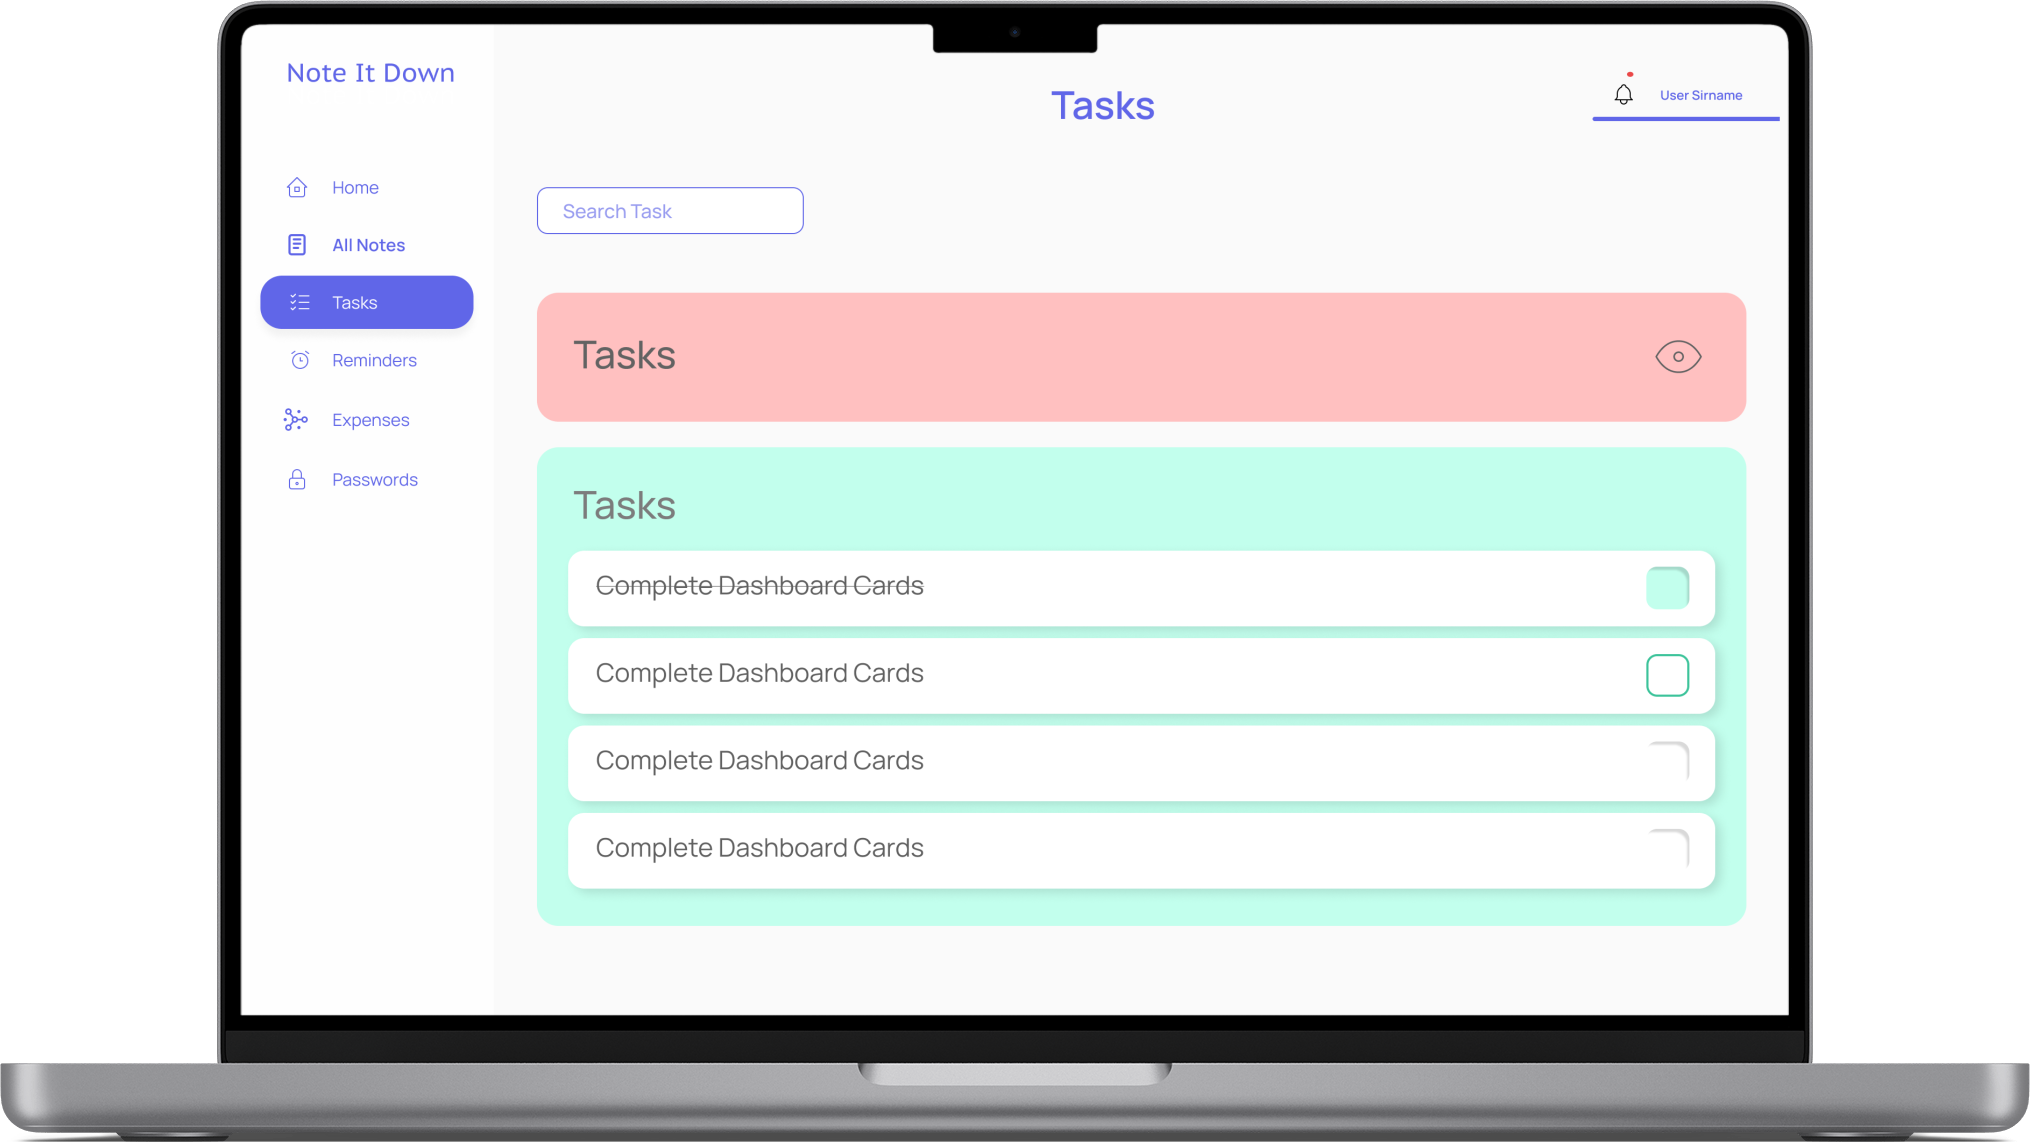 Note It Down
Tasks
User Sirname
Home
All Notes
Tasks
Reminders
Expenses
Passwords
Search Task
Tasks
Tasks
Complete Dashboard Cards
Complete Dashboard Cards
Complete Dashboard Cards
Complete Dashboard Cards